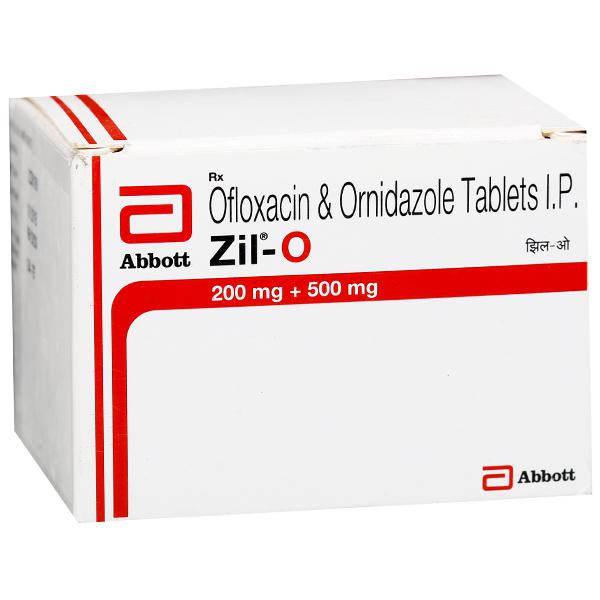 Rx
Ofloxacin & Ornidazole Tablets I.P.
Zil®-O
झिल-ओ
Abbott
200 mg + 500 mg
Abbott